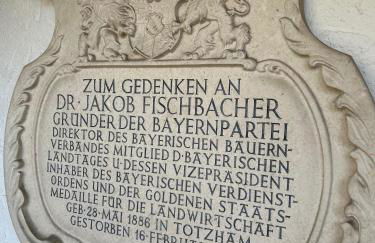 ZUM GEDENKEN AN
DR·JAKOB FISCHBACHER
GRÜNDER DER BAYERNPARTEI
DIREKTOR DES BAYERISCHEN BAUERN-
VERBANDES MITGLIED D·BAYERISCHEN
LANDTAGES U·DESSEN VIZEPRÄSIDENT
INHABER DES BAYERISCHEN VERDIENST-
ORDENS UND DER GOLDENEN STAATS-
MEDAILLE FÜR DIE LANDWIRTSCHAFT
GEB·28·MAI 1886 IN TOTZHAM
GESTORBEN 16·FEBRU